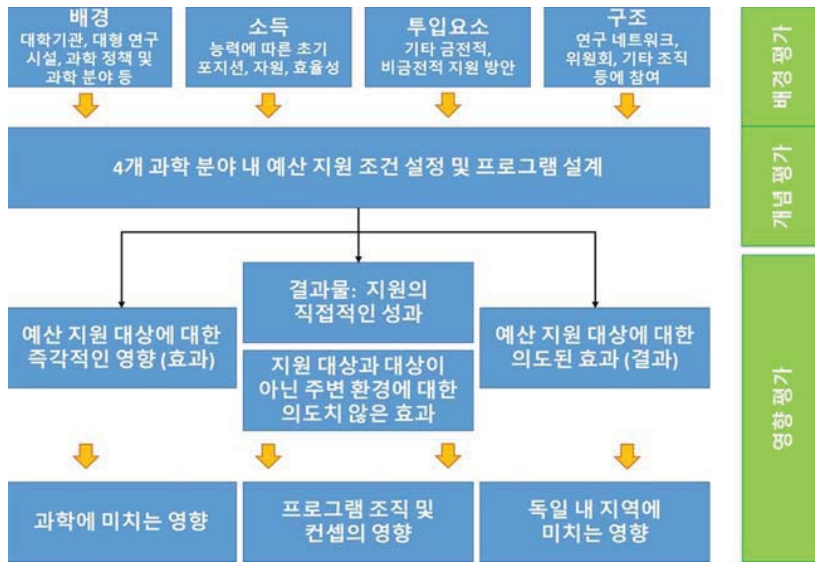 배경
대학기관, 대형 연구
시설, 과학 정책 및
과학 분야 등
소득
능력에 따른 초기
포지션, 자원, 효율성
투입요소
기타 금전적,
비금전적 지원 방안
구조
연구 네트워크,
위원회, 기타 조직
등에 참여
배경 평가
4개 과학 분야 내 예산 지원 조건 설정 및 프로그램 설계
개념 평가
예산 지원 대상에 대한
즉각적인 영향 (효과)
결과물: 지원의
직접적인 성과
지원 대상과 대상이
아닌 주변 환경에 대한
의도치 않은 효과
예산 지원 대상에 대한
의도된 효과 (결과)
영향 평가
과학에 미치는 영향
프로그램 조직 및
컨셉의 영향
독일 내 지역에
미치는 영향